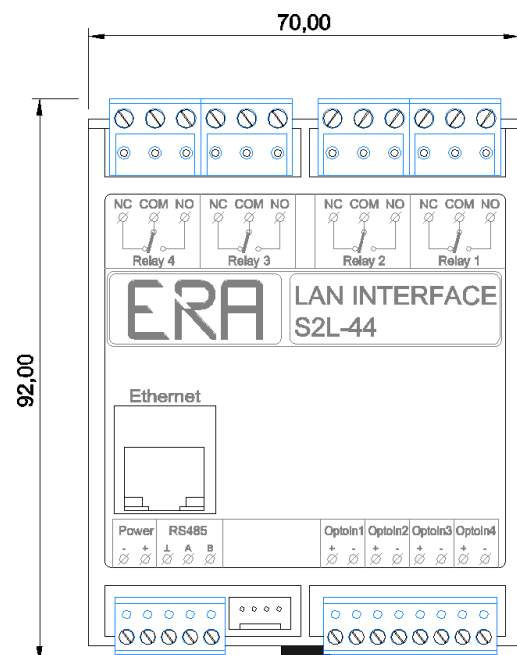 70,00
92,00
NC COM NO NC COM NO NC COM NO NC COM NO
Relay 4 Relay 3 Relay 2 Relay 1
ERA
LAN INTERFACE
S2L-44
Ethernet
Power RS485 OptoIn1 OptoIn2 OptoIn3 OptoIn4
- + ⊥ A B + - + - + - + -